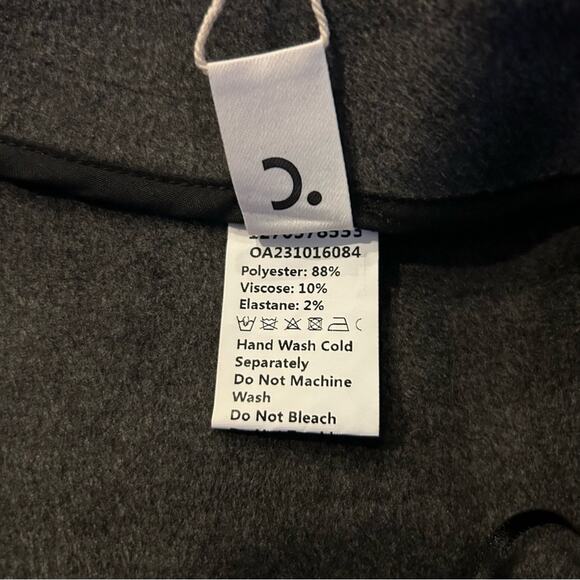 OA231016084
Polyester: 88%
Viscose: 10%
Elastane: 2%
Hand Wash Cold
Separately
Do Not Machine
Wash
Do Not Bleach